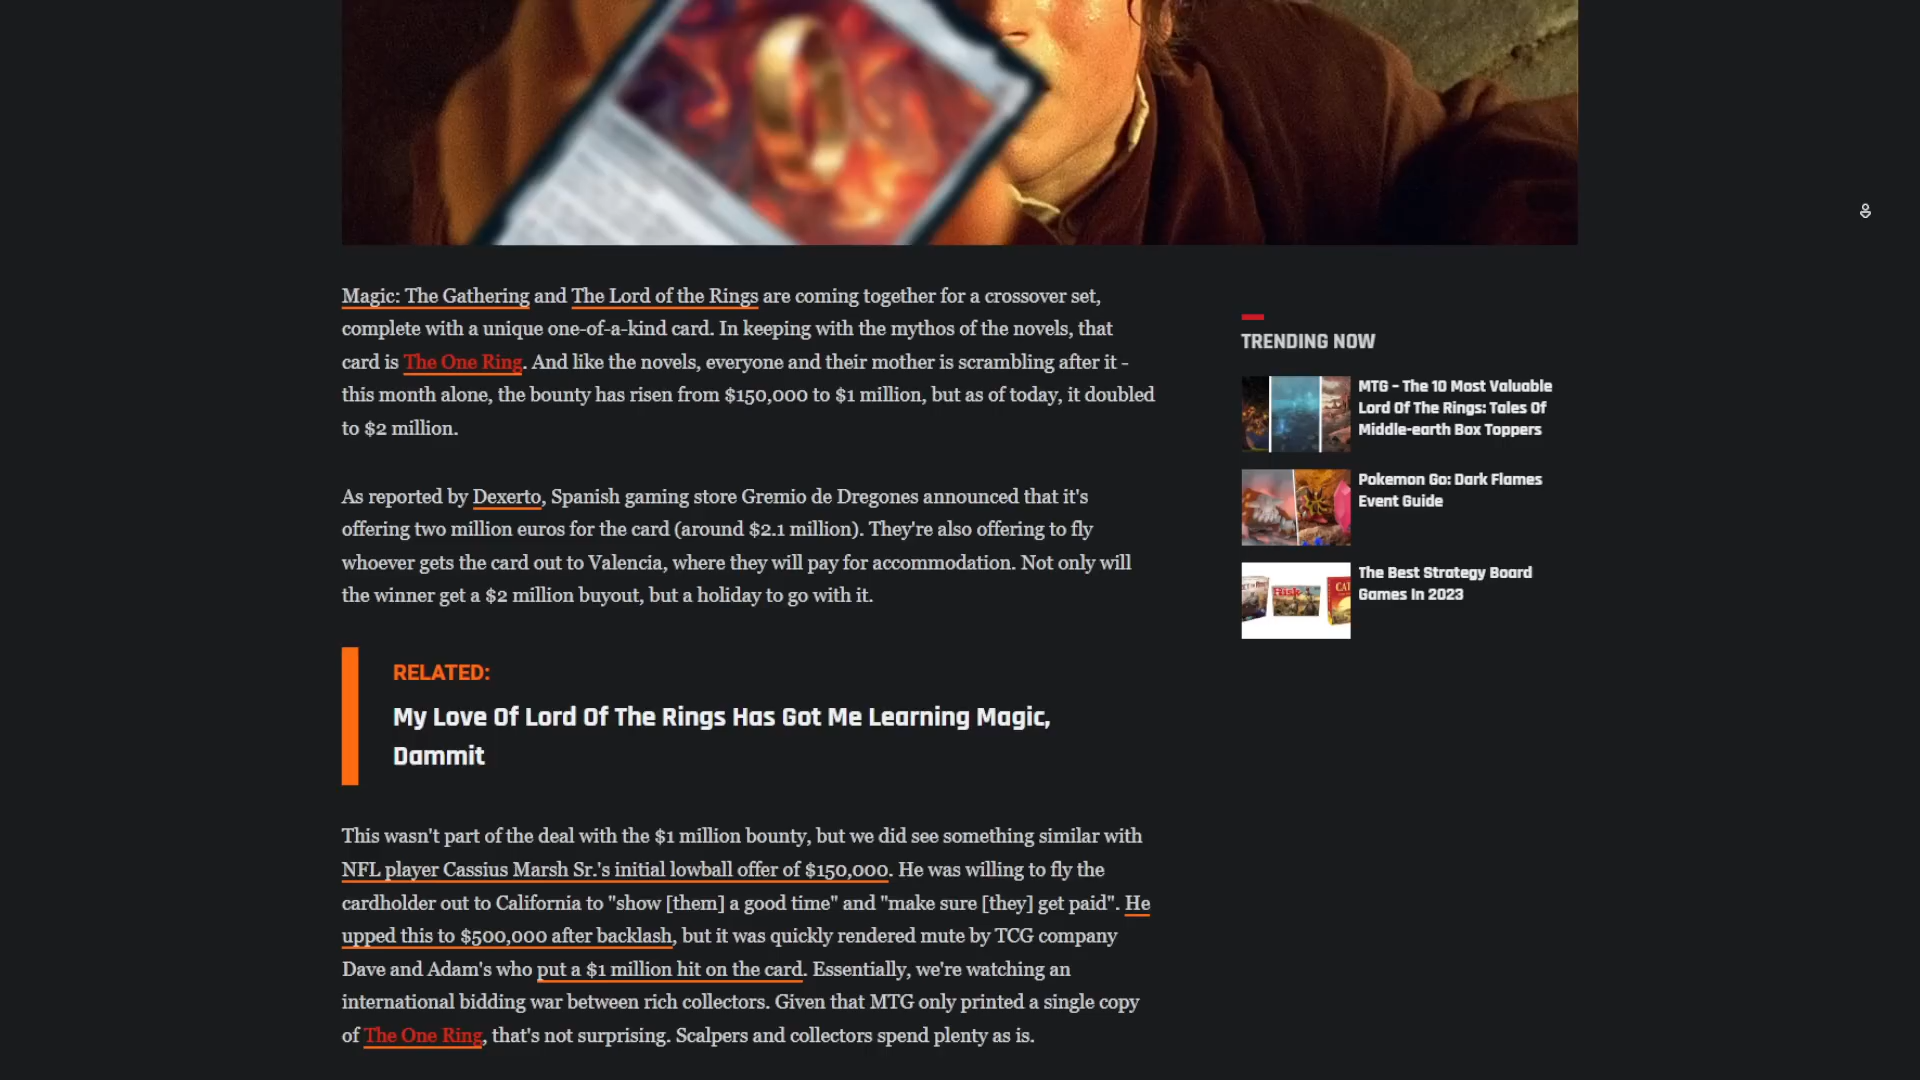 Magic: The Gathering and The Lord of the Rings are coming together for a crossover set,
complete with a unique one-of-a-kind card. In keeping with the mythos of the novels, that
card is The One Ring. And like the novels, everyone and their mother is scrambling after it -
this month alone, the bounty has risen from $150,000 to $1 million, but as of today, it doubled
to $2 million.
As reported by Dexerto, Spanish gaming store Gremio de Dregones announced that it's
offering two million euros for the card (around $2.1 million). They're also offering to fly
whoever gets the card out to Valencia, where they will pay for accommodation. Not only will
the winner get a $2 million buyout, but a holiday to go with it.
RELATED:
My Love Of Lord Of The Rings Has Got Me Learning Magic,
Dammit
This wasn't part of the deal with the $1 million bounty, but we did see something similar with
NFL player Cassius Marsh Sr.'s initial lowball offer of $150,000. He was willing to fly the
cardholder out to California to "show [them] a good time" and "make sure [they] get paid". He
upped this to $500,000 after backlash, but it was quickly rendered mute by TCG company
Dave and Adam's who put a $1 million hit on the card. Essentially, we're watching an
international bidding war between rich collectors. Given that MTG only printed a single copy
of The One Ring, that's not surprising. Scalpers and collectors spend plenty as is.
TRENDING NOW
MTG – The 10 Most Valuable
Lord Of The Rings: Tales Of
Middle-earth Box Toppers
Pokemon Go: Dark Flames
Event Guide
The Best Strategy Board
Games In 2023
Risk